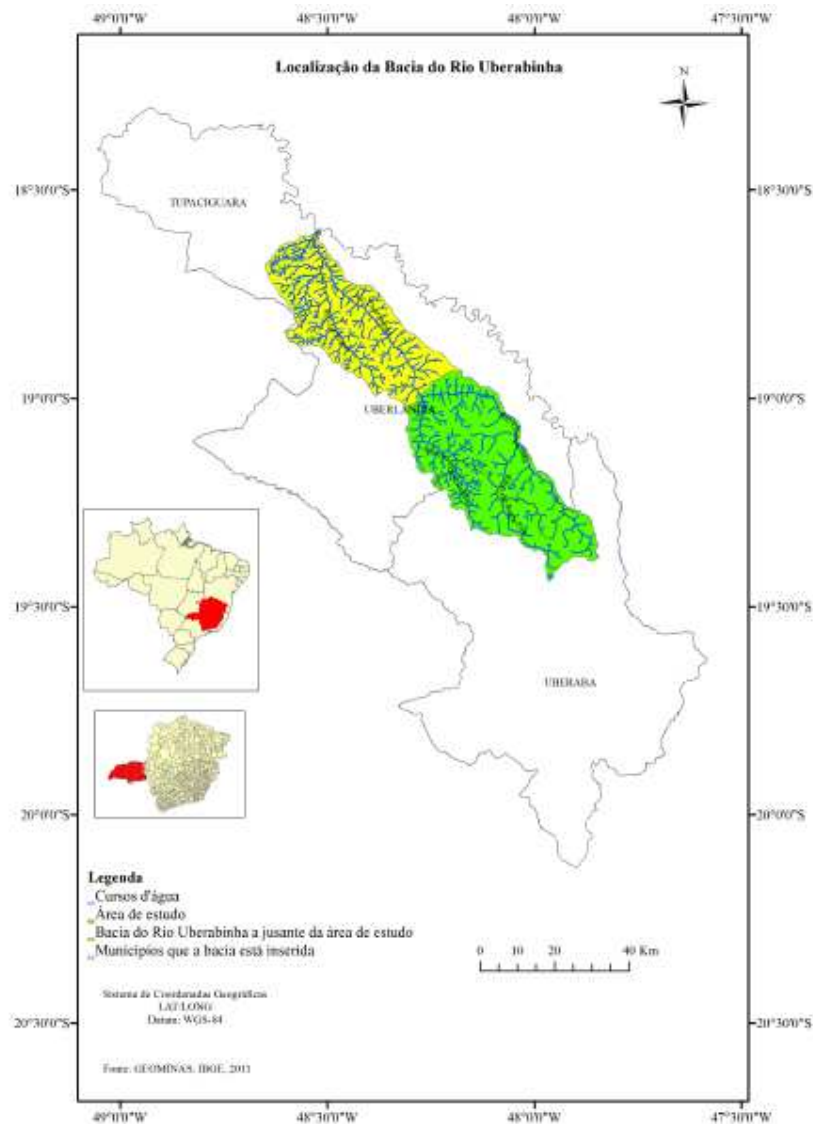 49°0'0"W 48°30'0"W 48°0'0"W 47°30'0"W
Localização da Bacia do Rio Uberabinha
N
18°30'0"S 18°30'0"S
TUPACIGUARA
19°0'0"S 19°0'0"S
UBERLÂNDIA
19°30'0"S 19°30'0"S
UBERABA
20°0'0"S 20°0'0"S
Legenda
Cursos d'água
Área de estudo
Bacia do Rio Uberabinha a jusante da área de estudo
Municípios que a bacia está inserida
0 5 10 20 40 Km
Sistema de Coordenadas Geográficas
LAT/LONG
Datum: WGS-84
20°30'0"S 20°30'0"S
Fonte: GEOMINAS, IBGE, 2011
49°0'0"W 48°30'0"W 48°0'0"W 47°30'0"W